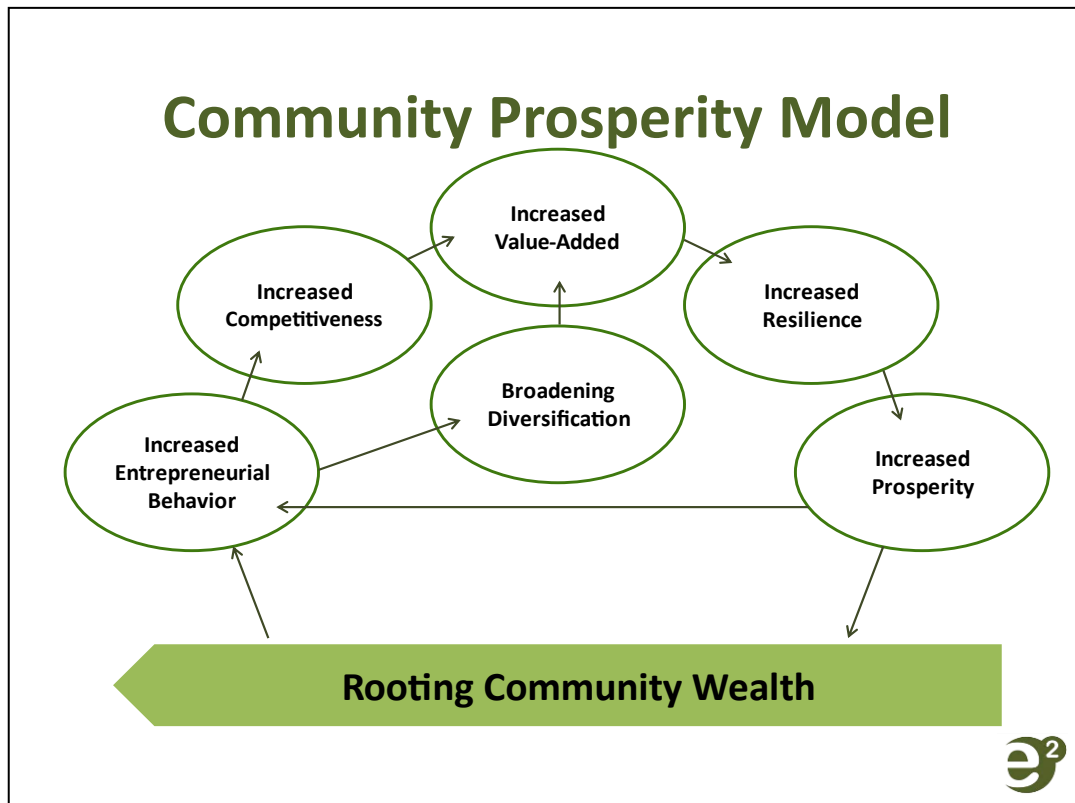 Community Prosperity Model
Increased
Value-Added
Increased
Competitiveness
Increased
Resilience
Broadening
Diversification
Increased
Entrepreneurial
Behavior
Increased
Prosperity
Rooting Community Wealth
e2